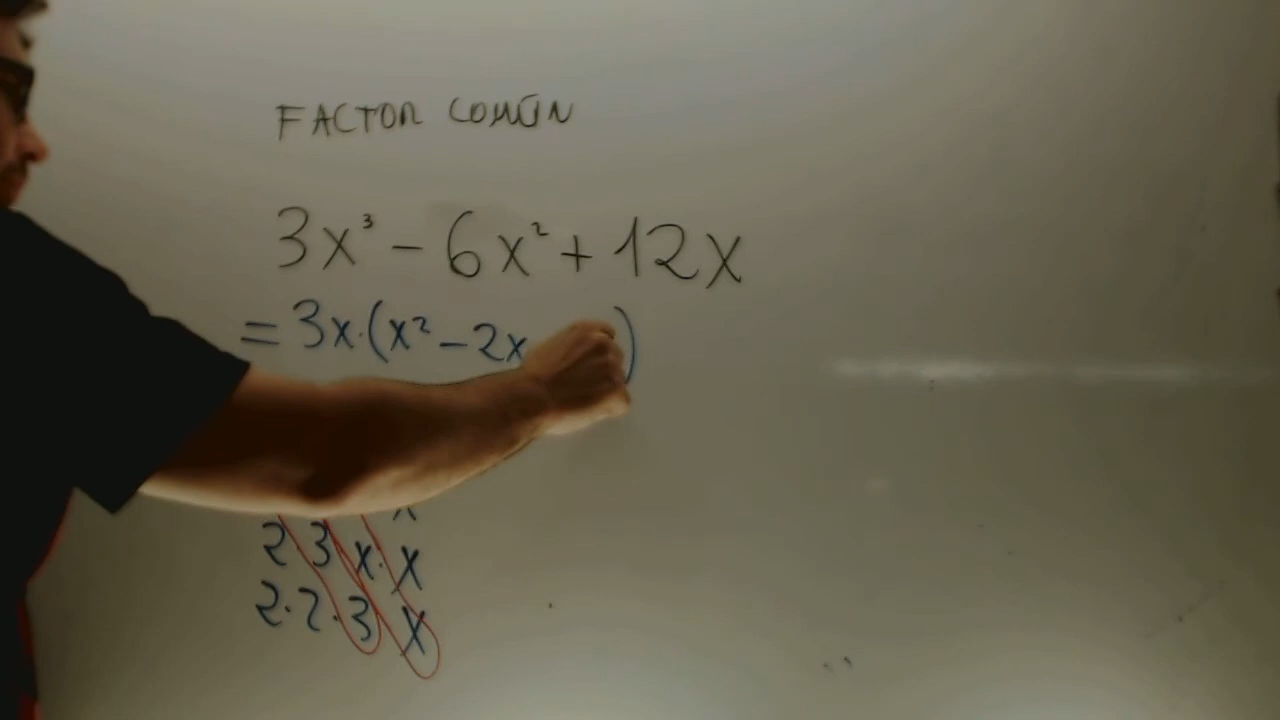 FACTOR COMÚN
3x³ - 6x² + 12x
= 3x·(x² - 2x )
x
2·3 x·x
2·2·3 x